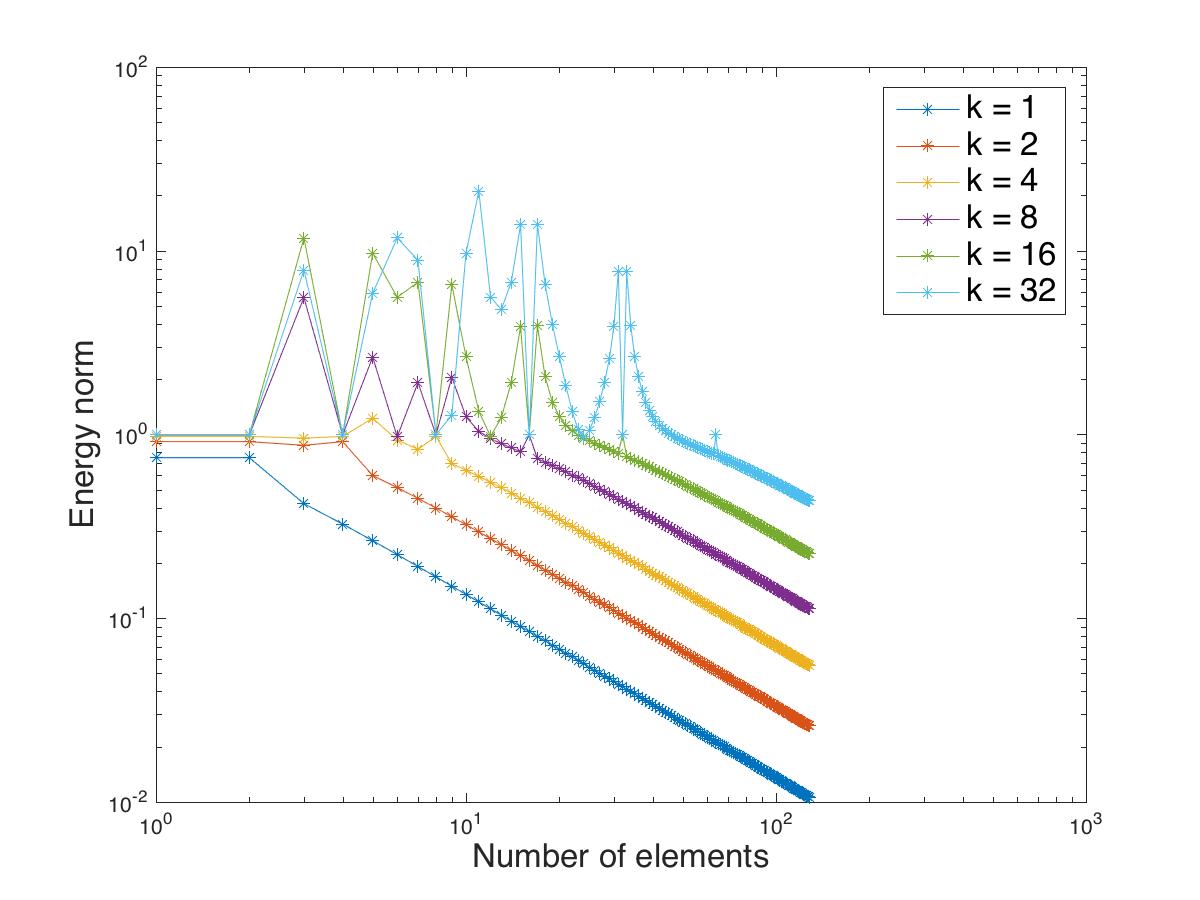 10^2
10^1
10^0
10^-1
10^-2
Energy norm
k = 1
k = 2
k = 4
k = 8
k = 16
k = 32
10^0
10^1
10^2
10^3
Number of elements